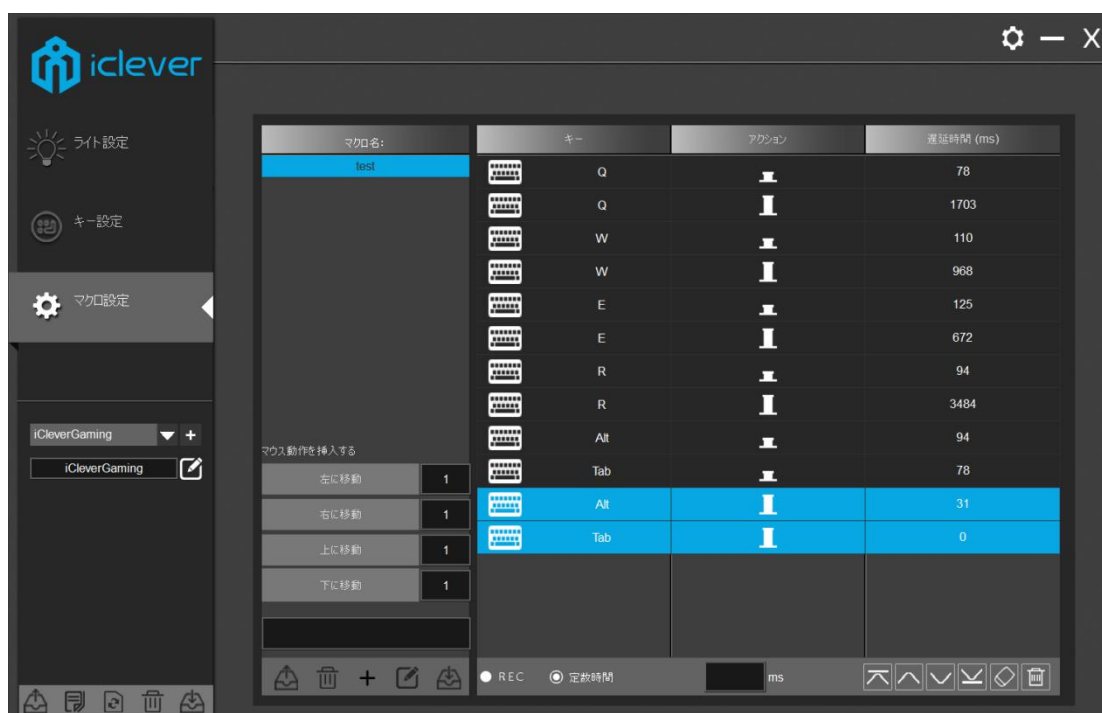 iclever
X
ライト設定
キー設定
マクロ設定
iCleverGaming
+
iCleverGaming
マクロ名:
test
マウス動作を挿入する
左に移動 1
右に移動 1
上に移動 1
下に移動 1
キー アクション 遅延時間 (ms)
Q 78
Q 1703
W 110
W 968
E 125
E 672
R 94
R 3484
Alt 94
Tab 78
Alt 31
Tab 0
REC 定数時間 ms